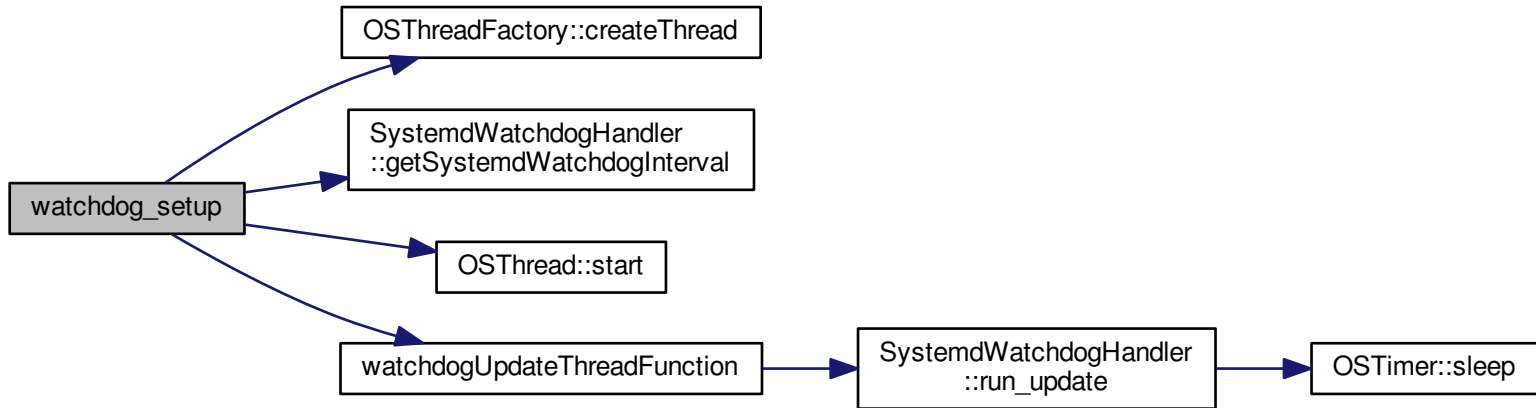 OSThreadFactory::createThread
SystemdWatchdogHandler
::getSystemdWatchdogInterval
watchdog_setup
OSThread::start
watchdogUpdateThreadFunction
SystemdWatchdogHandler
::run_update
OSTimer::sleep